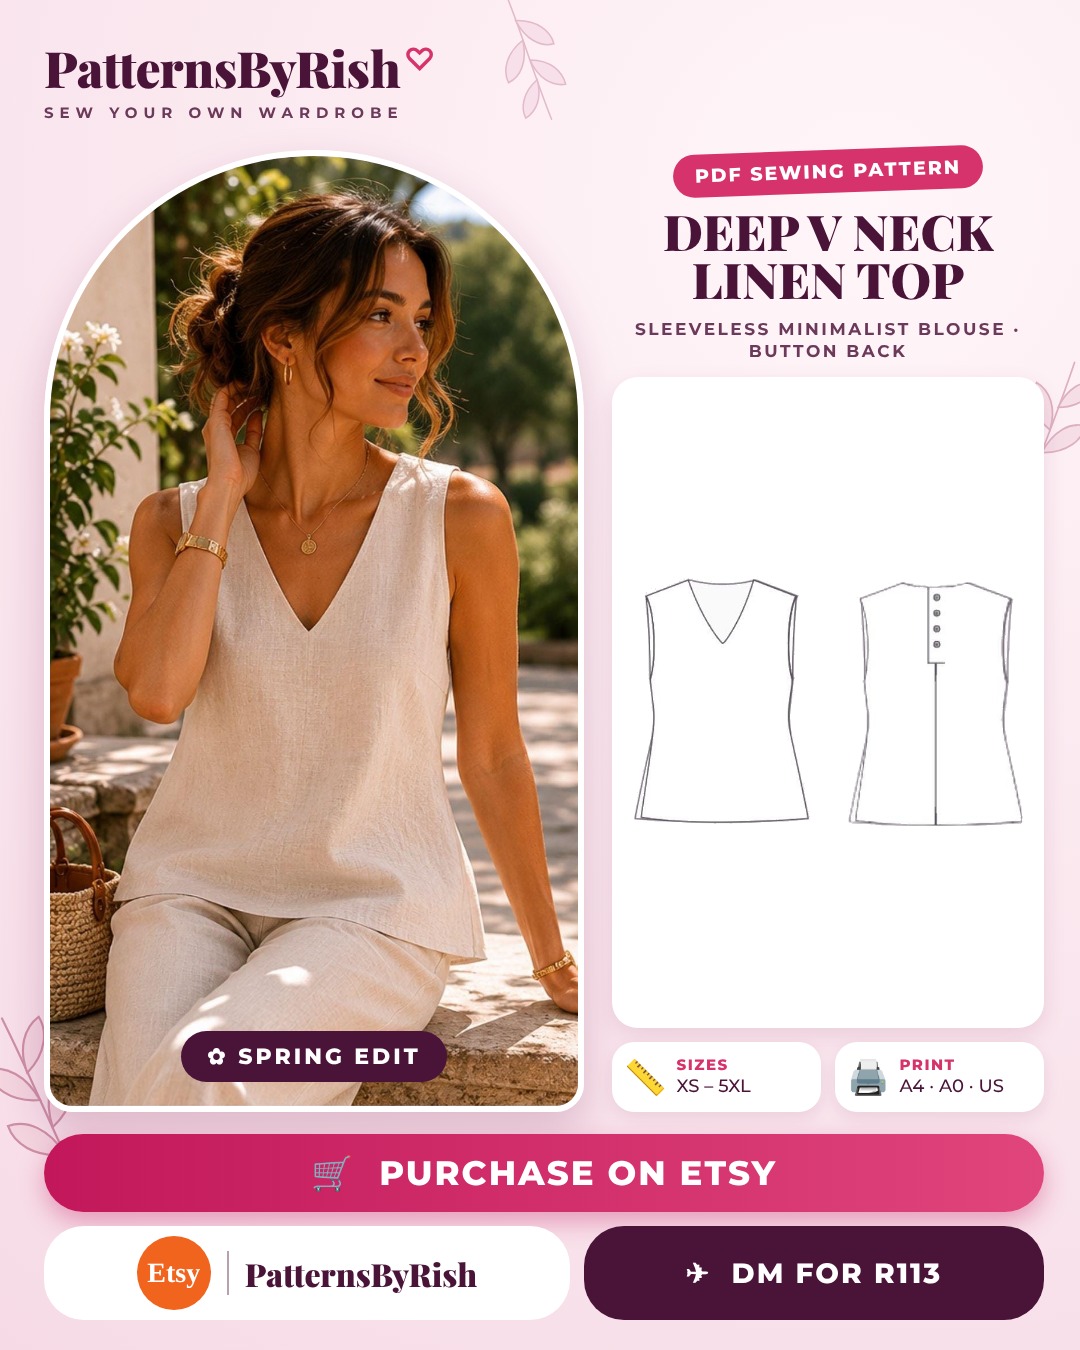 PatternsByRish
SEW YOUR OWN WARDROBE
PDF SEWING PATTERN
DEEP V NECK
LINEN TOP
SLEEVELESS MINIMALIST BLOUSE ·
BUTTON BACK
✿ SPRING EDIT
SIZES
XS – 5XL
PRINT
A4 · A0 · US
PURCHASE ON ETSY
Etsy
PatternsByRish
✈ DM FOR R113